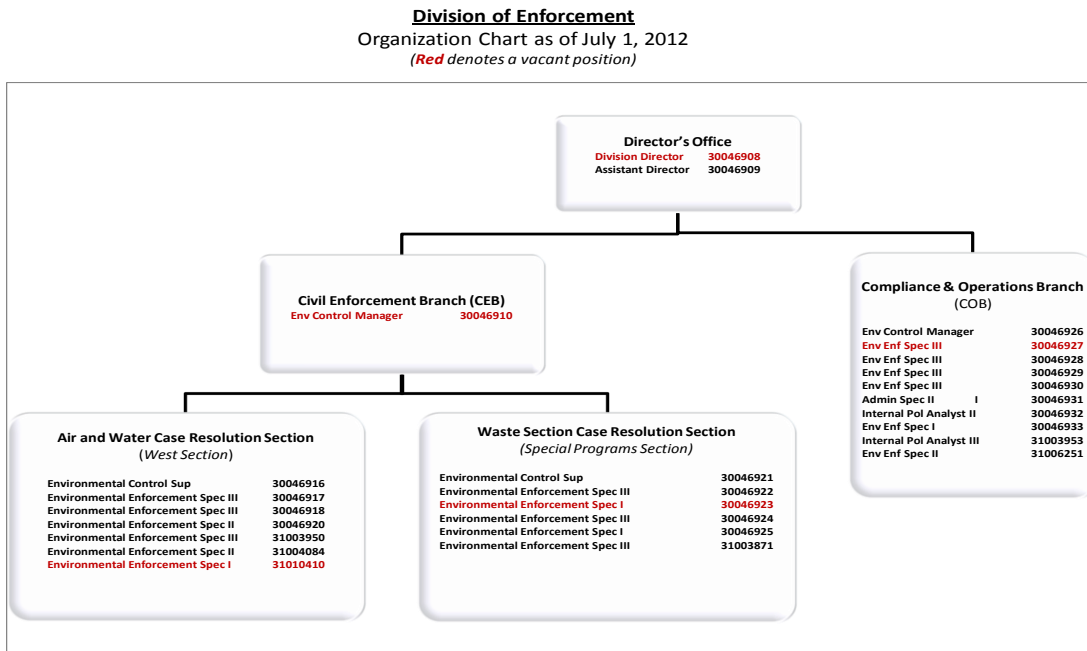 Division of Enforcement
Organization Chart as of July 1, 2012
(Red denotes a vacant position)
Director's Office
Division Director 30046908
Assistant Director 30046909
Civil Enforcement Branch (CEB)
Env Control Manager 30046910
Compliance & Operations Branch
(COB)
Env Control Manager 30046926
Env Enf Spec III 30046927
Env Enf Spec III 30046928
Env Enf Spec III 30046929
Env Enf Spec III 30046930
Admin Spec II I 30046931
Internal Pol Analyst II 30046932
Env Enf Spec I 30046933
Internal Pol Analyst III 31003953
Env Enf Spec II 31006251
Air and Water Case Resolution Section
(West Section)
Environmental Control Sup 30046916
Environmental Enforcement Spec III 30046917
Environmental Enforcement Spec III 30046918
Environmental Enforcement Spec II 30046920
Environmental Enforcement Spec III 31003950
Environmental Enforcement Spec II 31004084
Environmental Enforcement Spec I 31010410
Waste Section Case Resolution Section
(Special Programs Section)
Environmental Control Sup 30046921
Environmental Enforcement Spec III 30046922
Environmental Enforcement Spec I 30046923
Environmental Enforcement Spec III 30046924
Environmental Enforcement Spec I 30046925
Environmental Enforcement Spec III 31003871